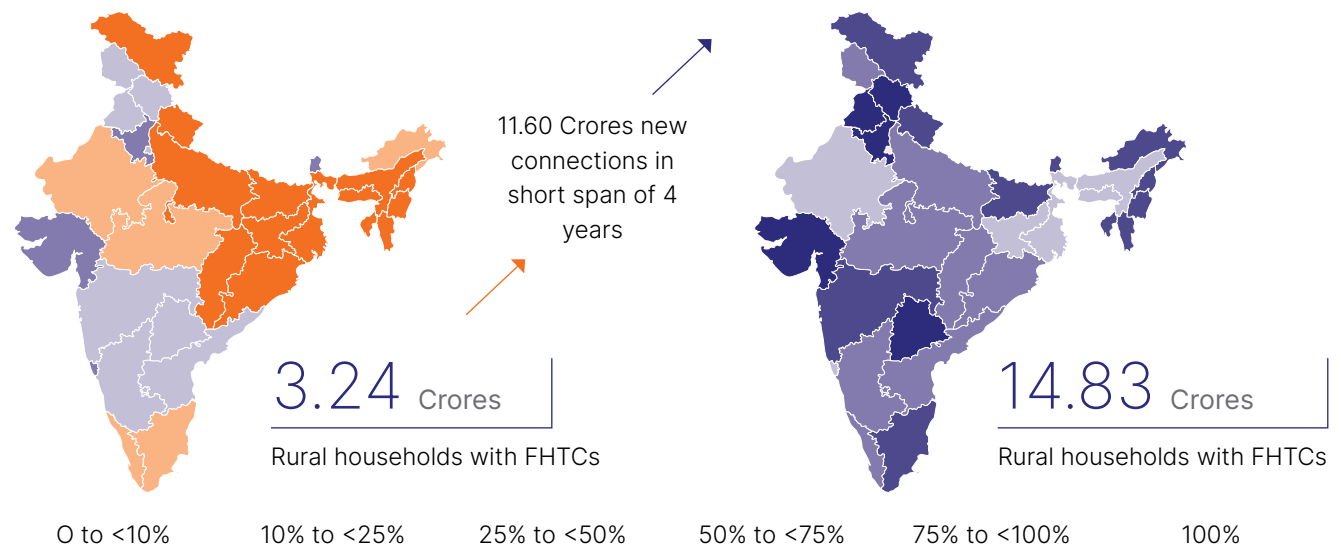 11.60 Crores new
connections in
short span of 4
years
3.24 Crores
Rural households with FHTCs
14.83 Crores
Rural households with FHTCs
O to <10%
10% to <25%
25% to <50%
50% to <75%
75% to <100%
100%